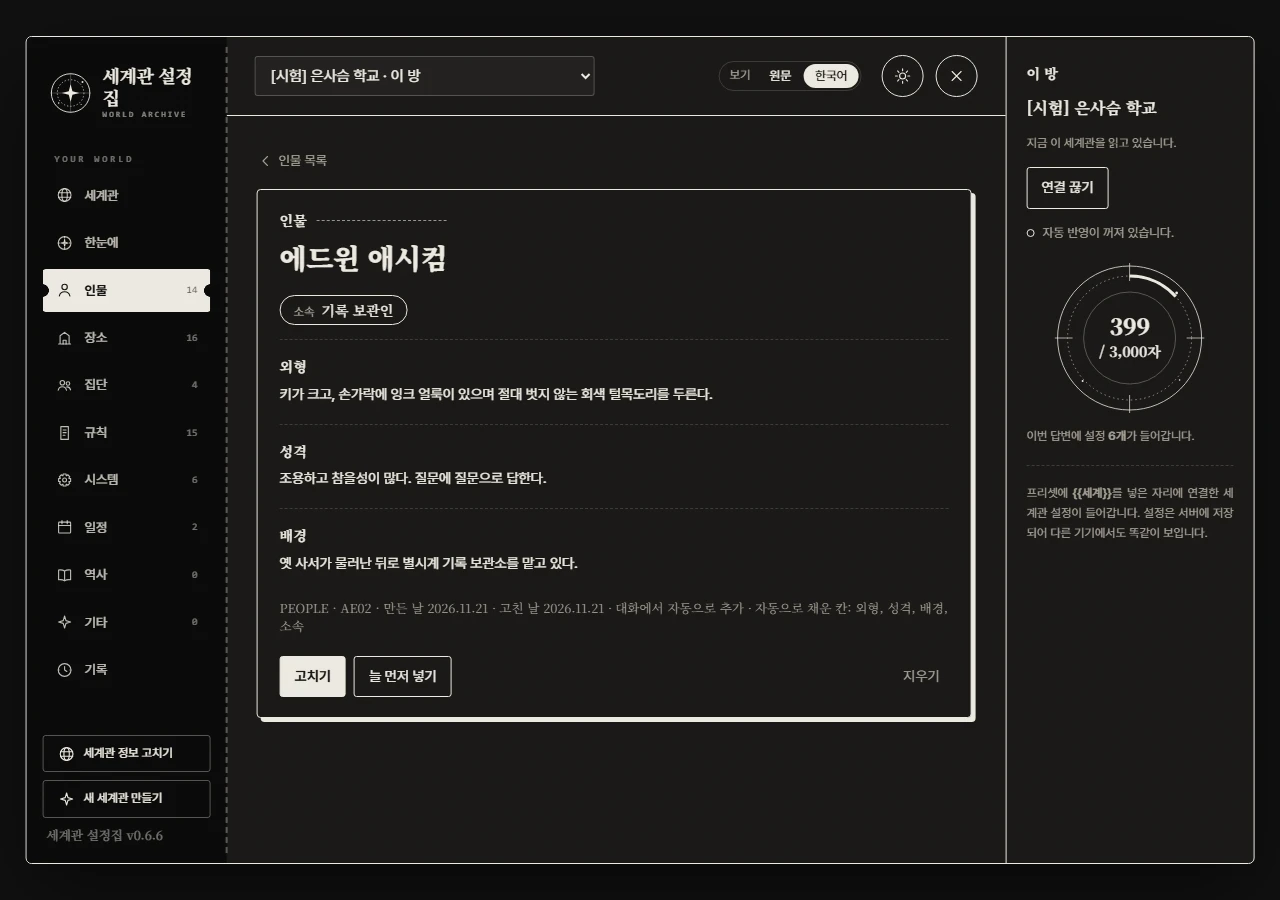 세계관 설정
집
WORLD ARCHIVE
YOUR WORLD
세계관
한눈에
인물 14
장소 16
집단 4
규칙 15
시스템 6
일정 2
역사 0
기타 0
기록
세계관 정보 고치기
새 세계관 만들기
세계관 설정집 v0.6.6
[시험] 은사슴 학교 · 이 방
보기 원문 한국어
인물 목록
인물
에드윈 애시컴
소속 기록 보관인
외형
키가 크고, 손가락에 잉크 얼룩이 있으며 절대 벗지 않는 회색 털목도리를 두른다.
성격
조용하고 참을성이 많다. 질문에 질문으로 답한다.
배경
옛 사서가 물러난 뒤로 별시계 기록 보관소를 맡고 있다.
PEOPLE · AE02 · 만든 날 2026.11.21 · 고친 날 2026.11.21 · 대화에서 자동으로 추가 · 자동으로 채운 칸: 외형, 성격, 배경,
소속
고치기 늘 먼저 넣기 지우기
이 방
[시험] 은사슴 학교
지금 이 세계관을 읽고 있습니다.
연결 끊기
자동 반영이 꺼져 있습니다.
399
/ 3,000자
이번 답변에 설정 6개가 들어갑니다.
프리셋에 {{세계}}를 넣은 자리에 연결한 세
계관 설정이 들어갑니다. 설정은 서버에 저장
되어 다른 기기에서도 똑같이 보입니다.